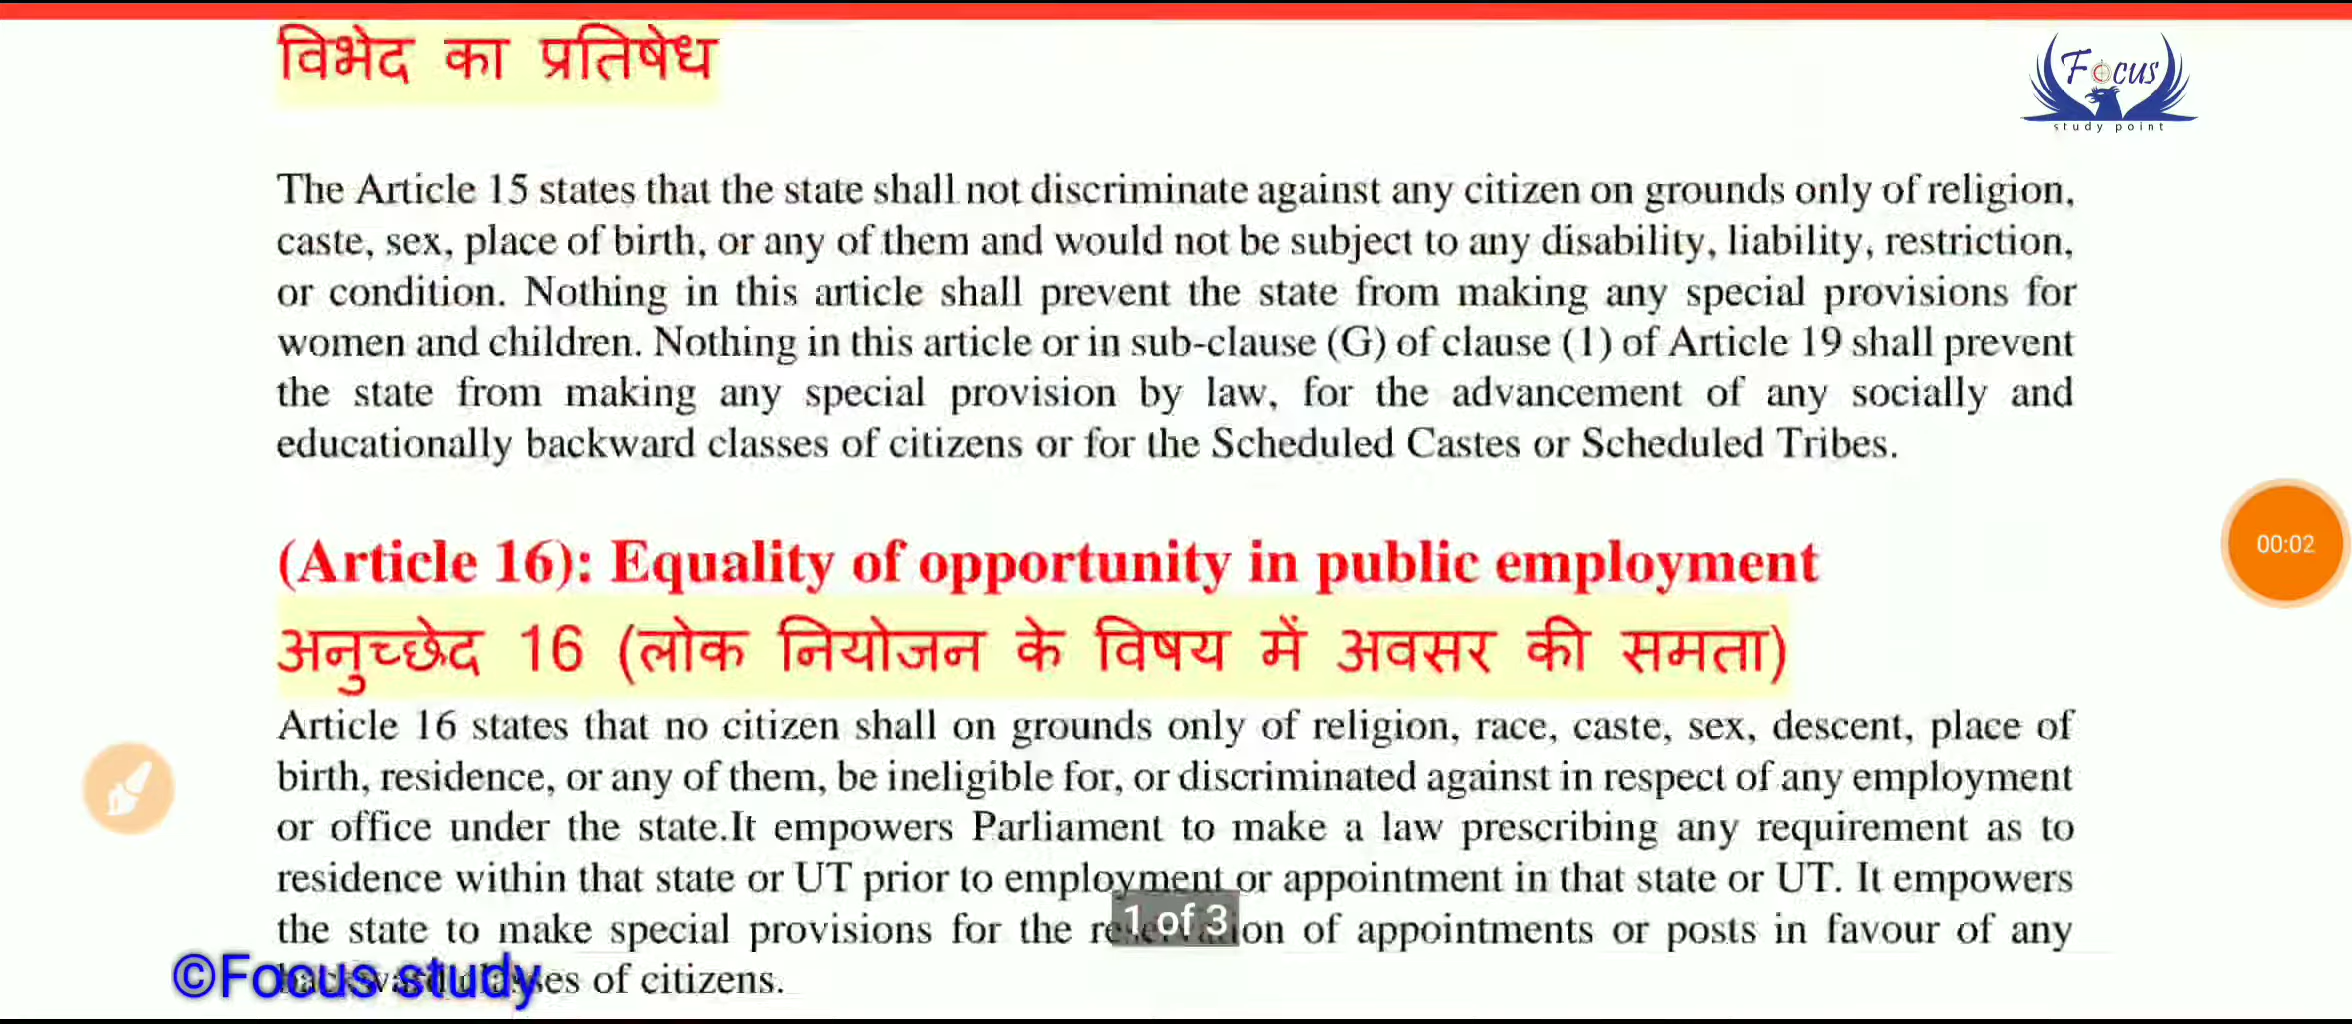 विभेद का प्रतिषेध
Focus
study point
The Article 15 states that the state shall not discriminate against any citizen on grounds only of religion,
caste, sex, place of birth, or any of them and would not be subject to any disability, liability, restriction,
or condition. Nothing in this article shall prevent the state from making any special provisions for
women and children. Nothing in this article or in sub-clause (G) of clause (1) of Article 19 shall prevent
the state from making any special provision by law, for the advancement of any socially and
educationally backward classes of citizens or for the Scheduled Castes or Scheduled Tribes.
00:02
(Article 16): Equality of opportunity in public employment
अनुच्छेद 16 (लोक नियोजन के विषय में अवसर की समता)
Article 16 states that no citizen shall on grounds only of religion, race, caste, sex, descent, place of
birth, residence, or any of them, be ineligible for, or discriminated against in respect of any employment
or office under the state.It empowers Parliament to make a law prescribing any requirement as to
residence within that state or UT prior to employment or appointment in that state or UT. It empowers
the state to make special provisions for the reservation of appointments or posts in favour of any
1 of 3
backward classes of citizens.
©Focus study